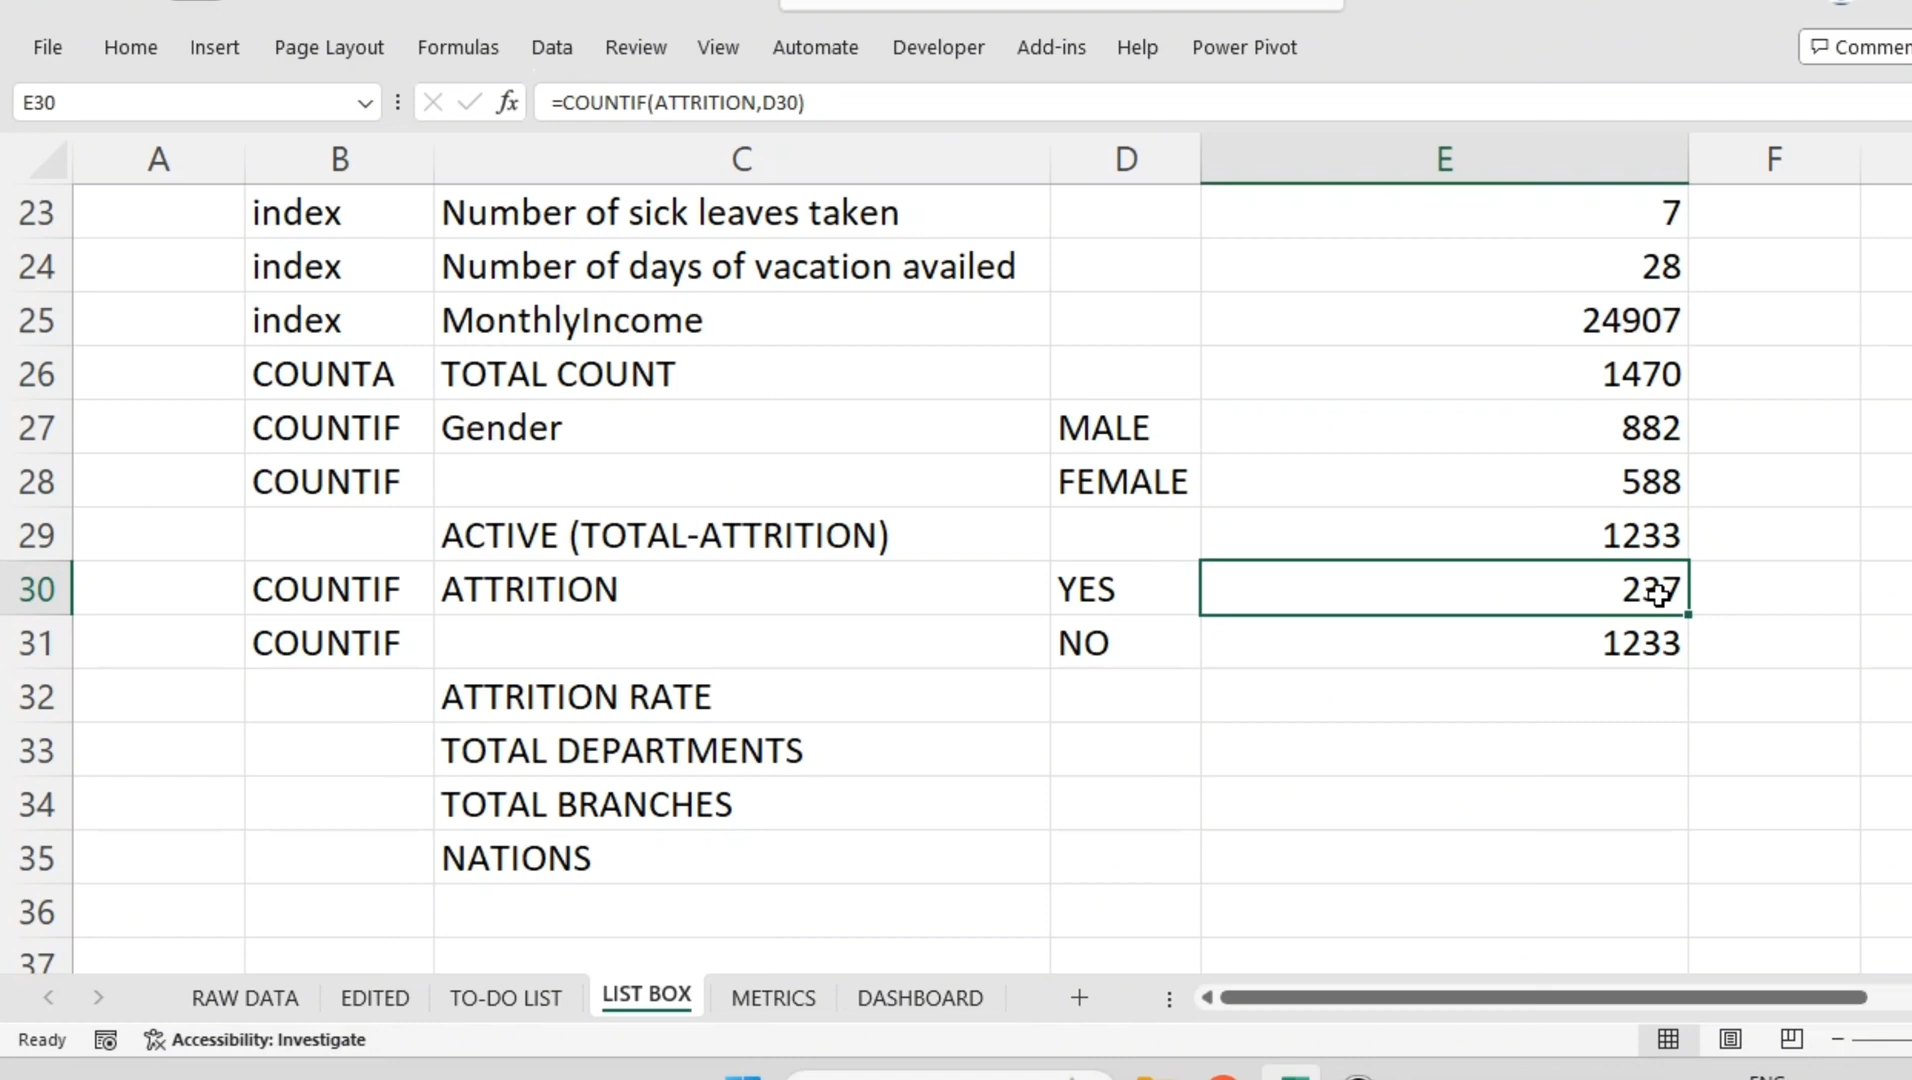 File Home Insert Page Layout Formulas Data Review View Automate Developer Add-ins Help Power Pivot
E30 fx =COUNTIF(ATTRITION,D30)
A B C D E F
23 index Number of sick leaves taken 7
24 index Number of days of vacation availed 28
25 index MonthlyIncome 24907
26 COUNTA TOTAL COUNT 1470
27 COUNTIF Gender MALE 882
28 COUNTIF FEMALE 588
29 ACTIVE (TOTAL-ATTRITION) 1233
30 COUNTIF ATTRITION YES 237
31 COUNTIF NO 1233
32 ATTRITION RATE
33 TOTAL DEPARTMENTS
34 TOTAL BRANCHES
35 NATIONS
36
37
RAW DATA EDITED TO-DO LIST LIST BOX METRICS DASHBOARD
Ready Accessibility: Investigate